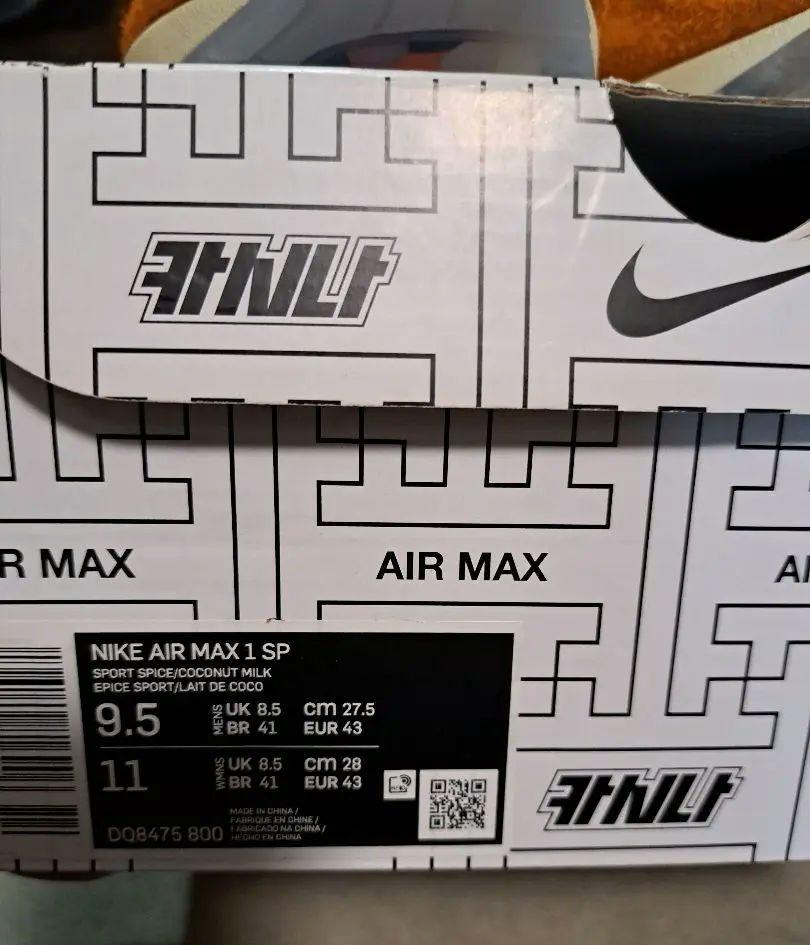 카시나
R MAX
AIR MAX
NIKE AIR MAX 1 SP
SPORT SPICE/COCONUT MILK
EPICE SPORT/LAIT DE COCO
9.5 MENS UK 8.5 cm 27.5
BR 41 EUR 43
11 WMNS UK 8.5 cm 28
BR 41 EUR 43
DQ8475 800
MADE IN CHINA /
FABRIQUE EN CHINE /
FABRICADO NA CHINA /
HECHO EN CHINA
카시나